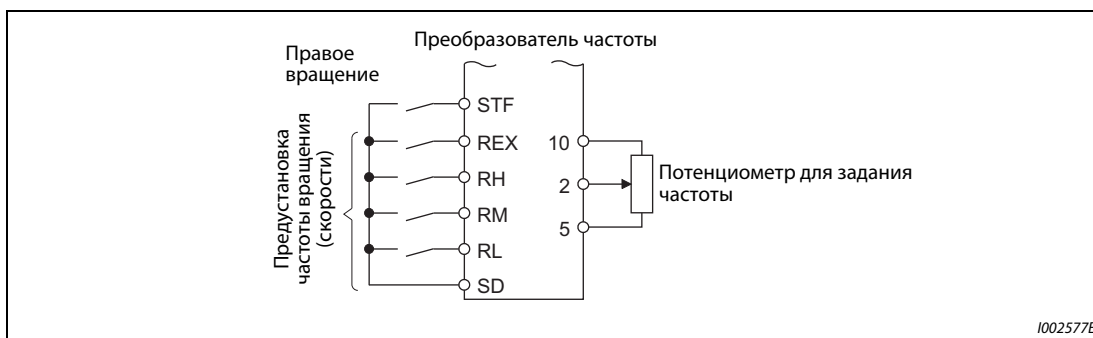 Преобразователь частоты
Правое
вращение
Предустановка
частоты вращения
(скорости)
STF
REX
RH
RM
RL
SD
10
2
5
Потенциометр для задания
частоты
I002577E